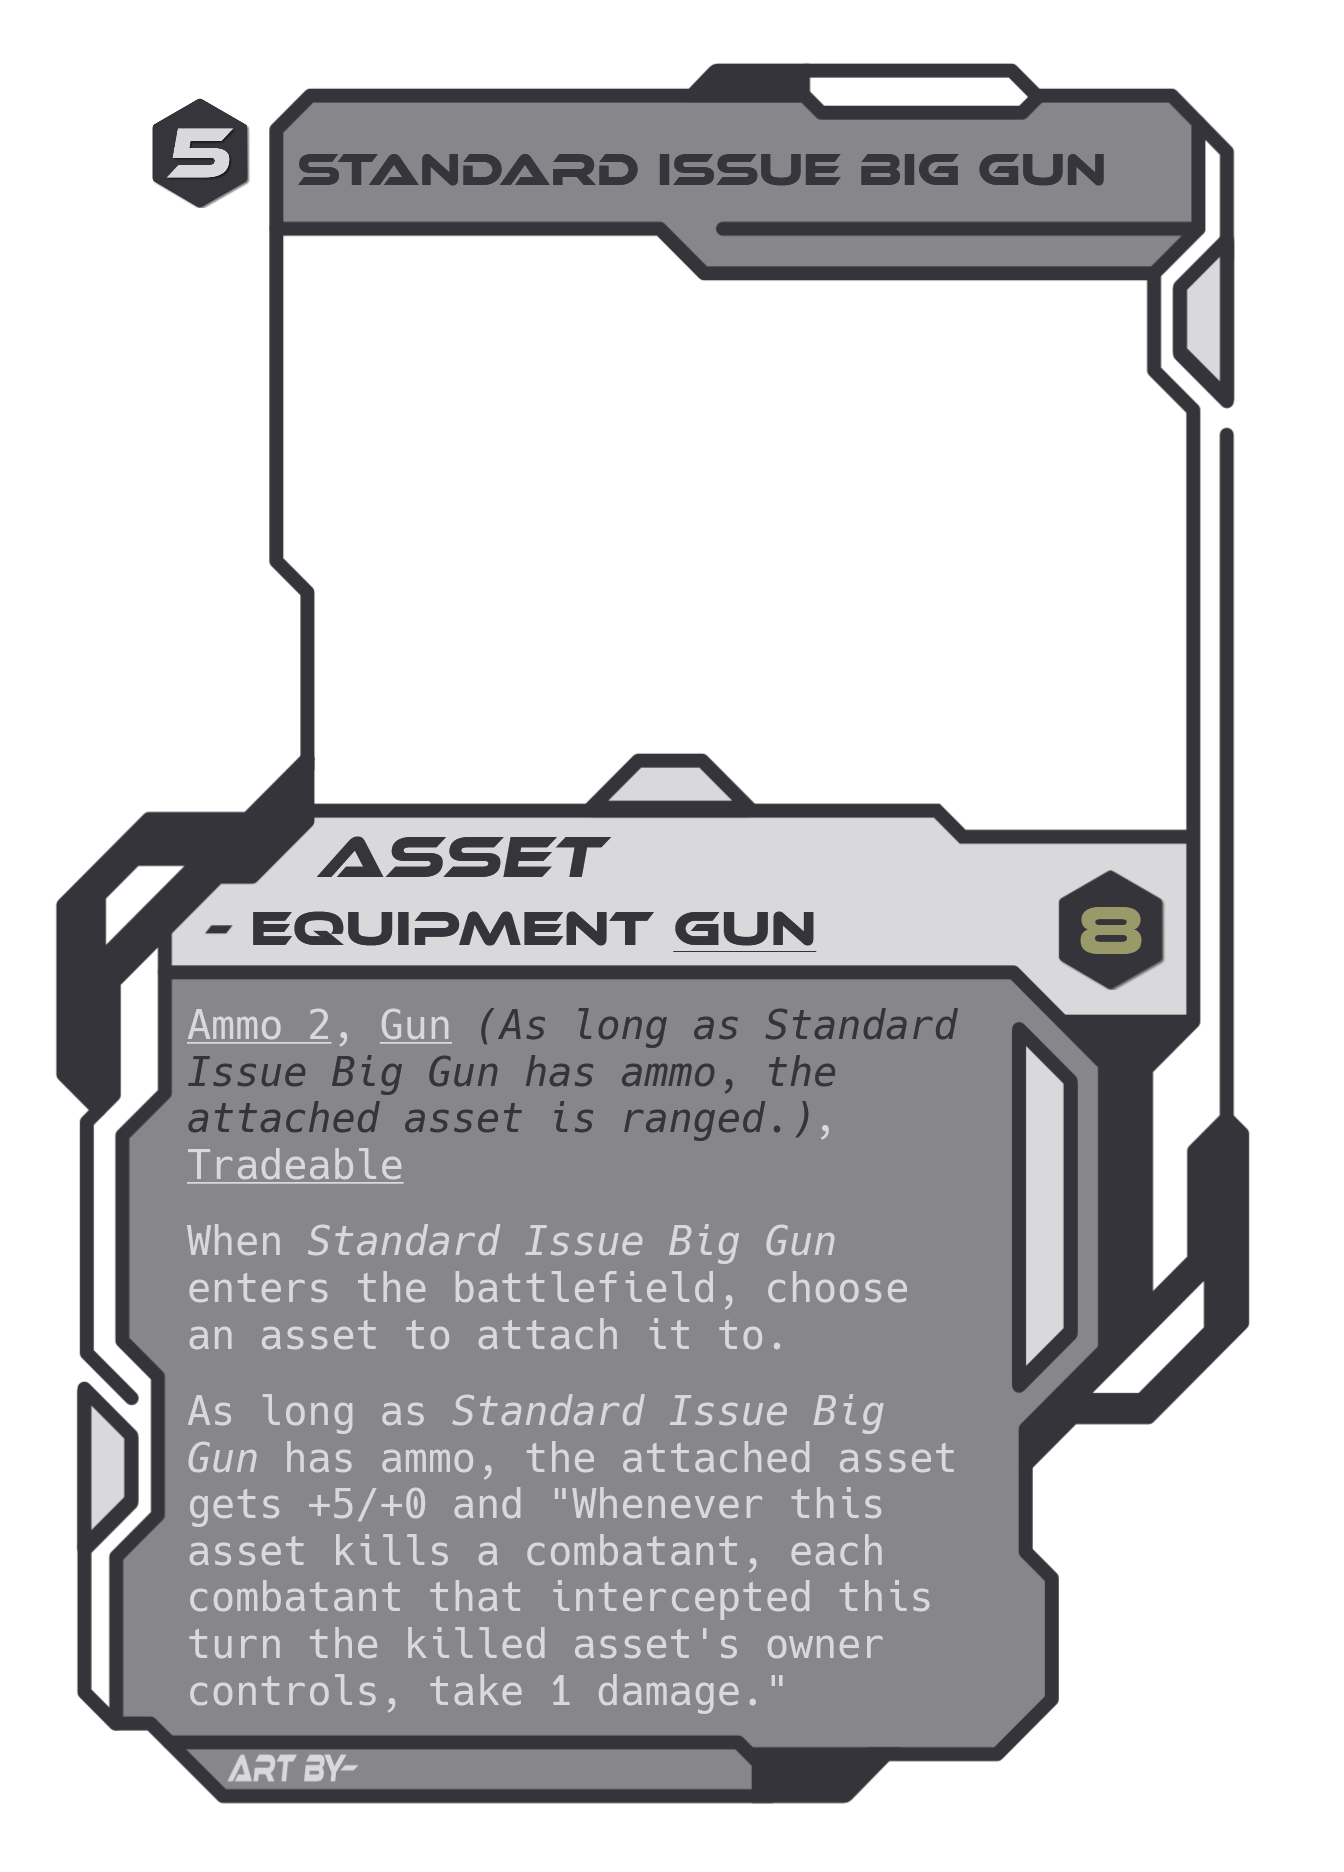 5
STANDARD ISSUE BIG GUN
ASSET
- EQUIPMENT GUN
8
Ammo 2, Gun (As long as Standard
Issue Big Gun has ammo, the
attached asset is ranged.),
Tradeable
When Standard Issue Big Gun
enters the battlefield, choose
an asset to attach it to.
As long as Standard Issue Big
Gun has ammo, the attached asset
gets +5/+0 and "Whenever this
asset kills a combatant, each
combatant that intercepted this
turn the killed asset's owner
controls, take 1 damage."
ART BY-